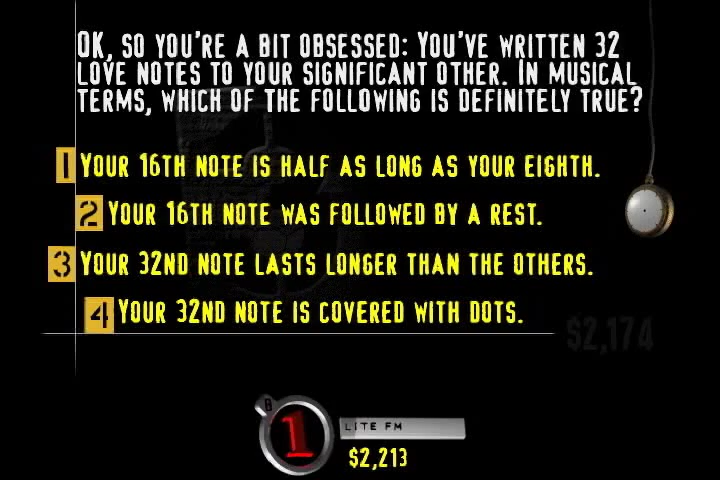 OK, SO YOU'RE A BIT OBSESSED: YOU'VE WRITTEN 32
LOVE NOTES TO YOUR SIGNIFICANT OTHER. IN MUSICAL
TERMS, WHICH OF THE FOLLOWING IS DEFINITELY TRUE?
1 YOUR 16TH NOTE IS HALF AS LONG AS YOUR EIGHTH.
2 YOUR 16TH NOTE WAS FOLLOWED BY A REST.
3 YOUR 32ND NOTE LASTS LONGER THAN THE OTHERS.
4 YOUR 32ND NOTE IS COVERED WITH DOTS.
$2,174
1 LITE FM
$2,213